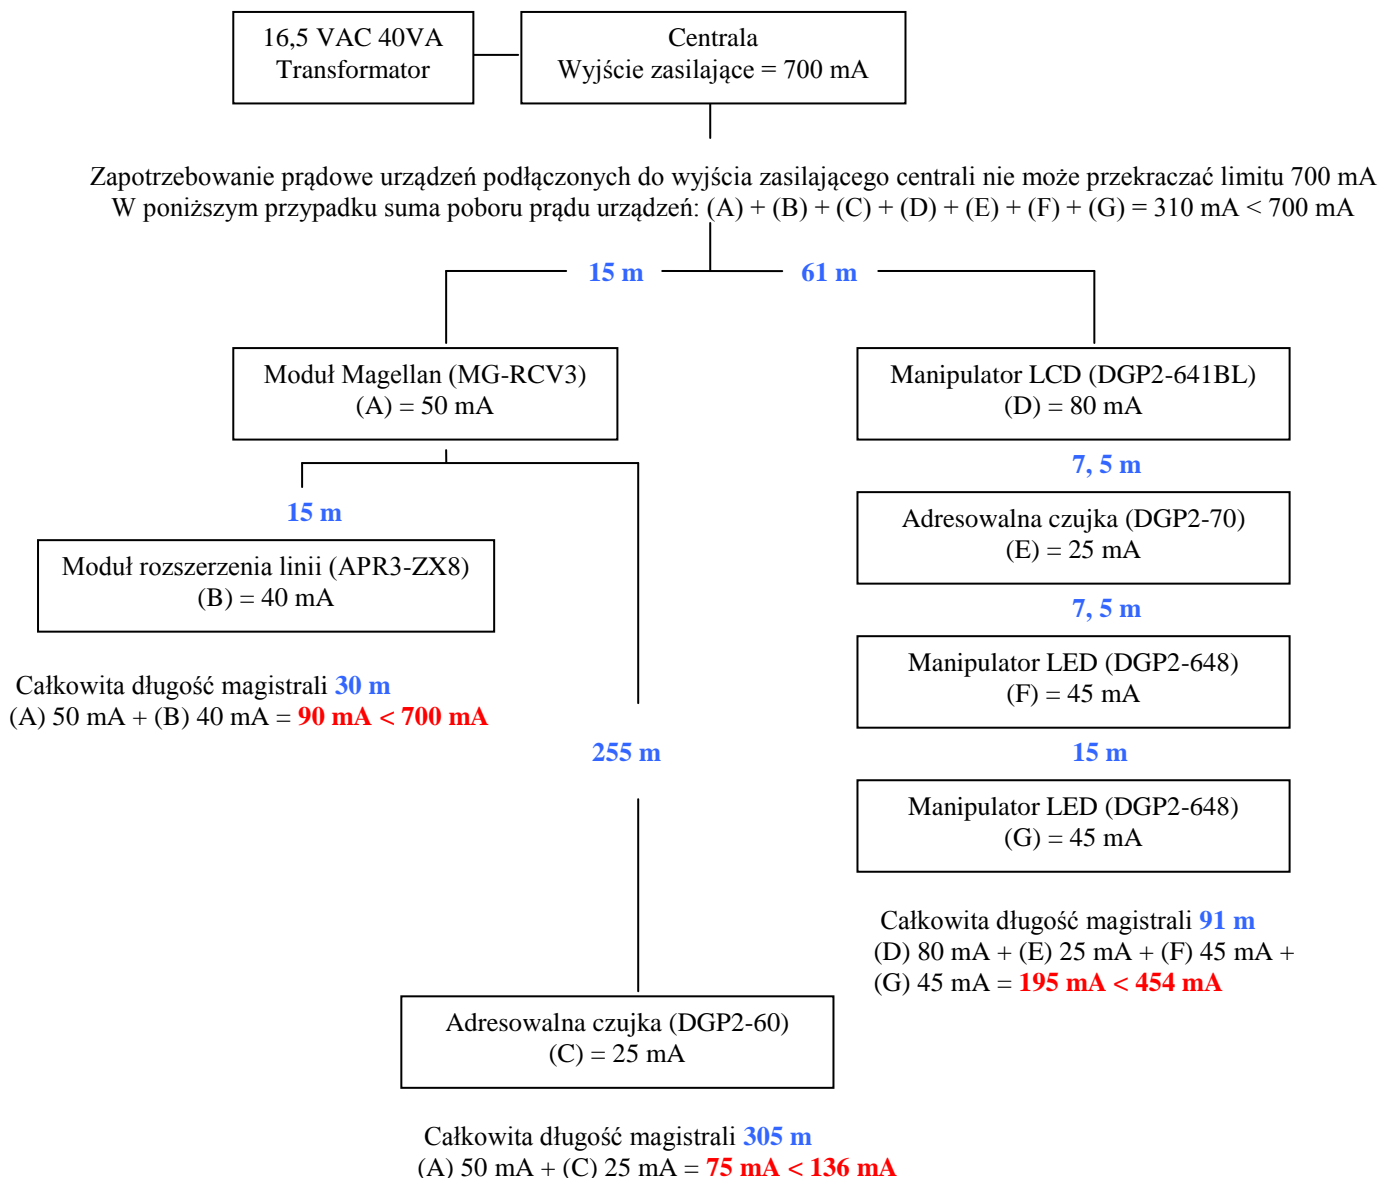 16,5 VAC 40VA
Transformator
Centrala
Wyjście zasilające = 700 mA
Zapotrzebowanie prądowe urządzeń podłączonych do wyjścia zasilającego centrali nie może przekraczać limitu 700 mA
W poniższym przypadku suma poboru prądu urządzeń: (A) + (B) + (C) + (D) + (E) + (F) + (G) = 310 mA < 700 mA
15 m
61 m
Moduł Magellan (MG-RCV3)
(A) = 50 mA
15 m
Moduł rozszerzenia linii (APR3-ZX8)
(B) = 40 mA
Całkowita długość magistrali 30 m
(A) 50 mA + (B) 40 mA = 90 mA < 700 mA
255 m
Adresowalna czujka (DGP2-60)
(C) = 25 mA
Całkowita długość magistrali 305 m
(A) 50 mA + (C) 25 mA = 75 mA < 136 mA
Manipulator LCD (DGP2-641BL)
(D) = 80 mA
7, 5 m
Adresowalna czujka (DGP2-70)
(E) = 25 mA
7, 5 m
Manipulator LED (DGP2-648)
(F) = 45 mA
15 m
Manipulator LED (DGP2-648)
(G) = 45 mA
Całkowita długość magistrali 91 m
(D) 80 mA + (E) 25 mA + (F) 45 mA +
(G) 45 mA = 195 mA < 454 mA